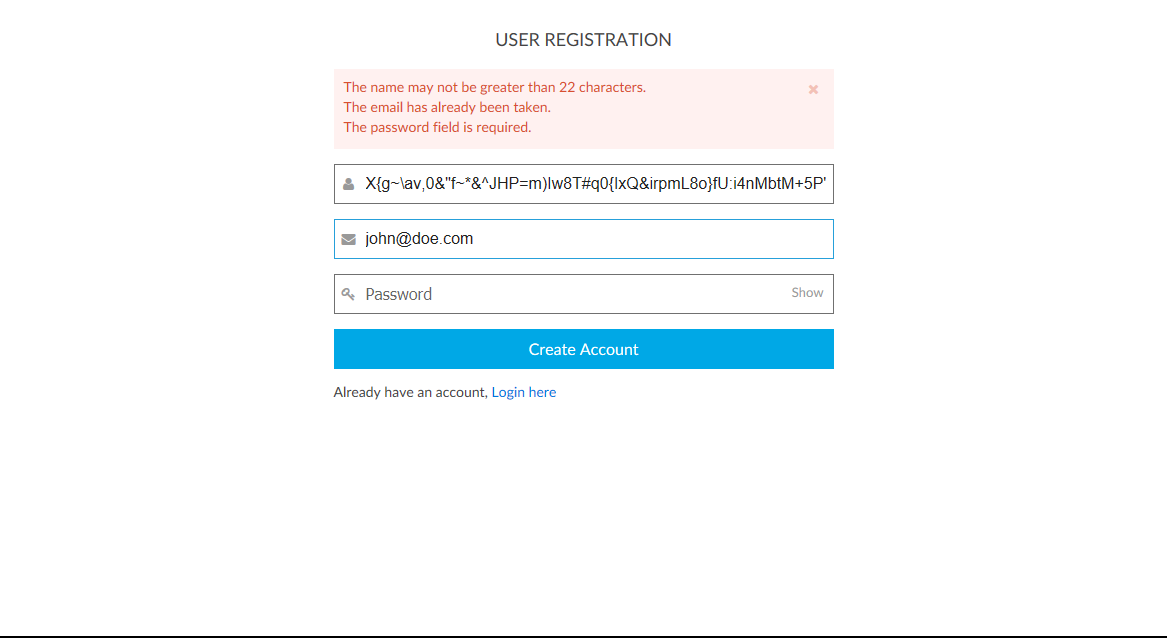 USER REGISTRATION
The name may not be greater than 22 characters.
The email has already been taken.
The password field is required.
X{g~\av,0&"f~*&^JHP=m)Iw8T#q0{IxQ&irpmL8o}fU:i4nMbtM+5P'
john@doe.com
Password Show
Create Account
Already have an account, Login here